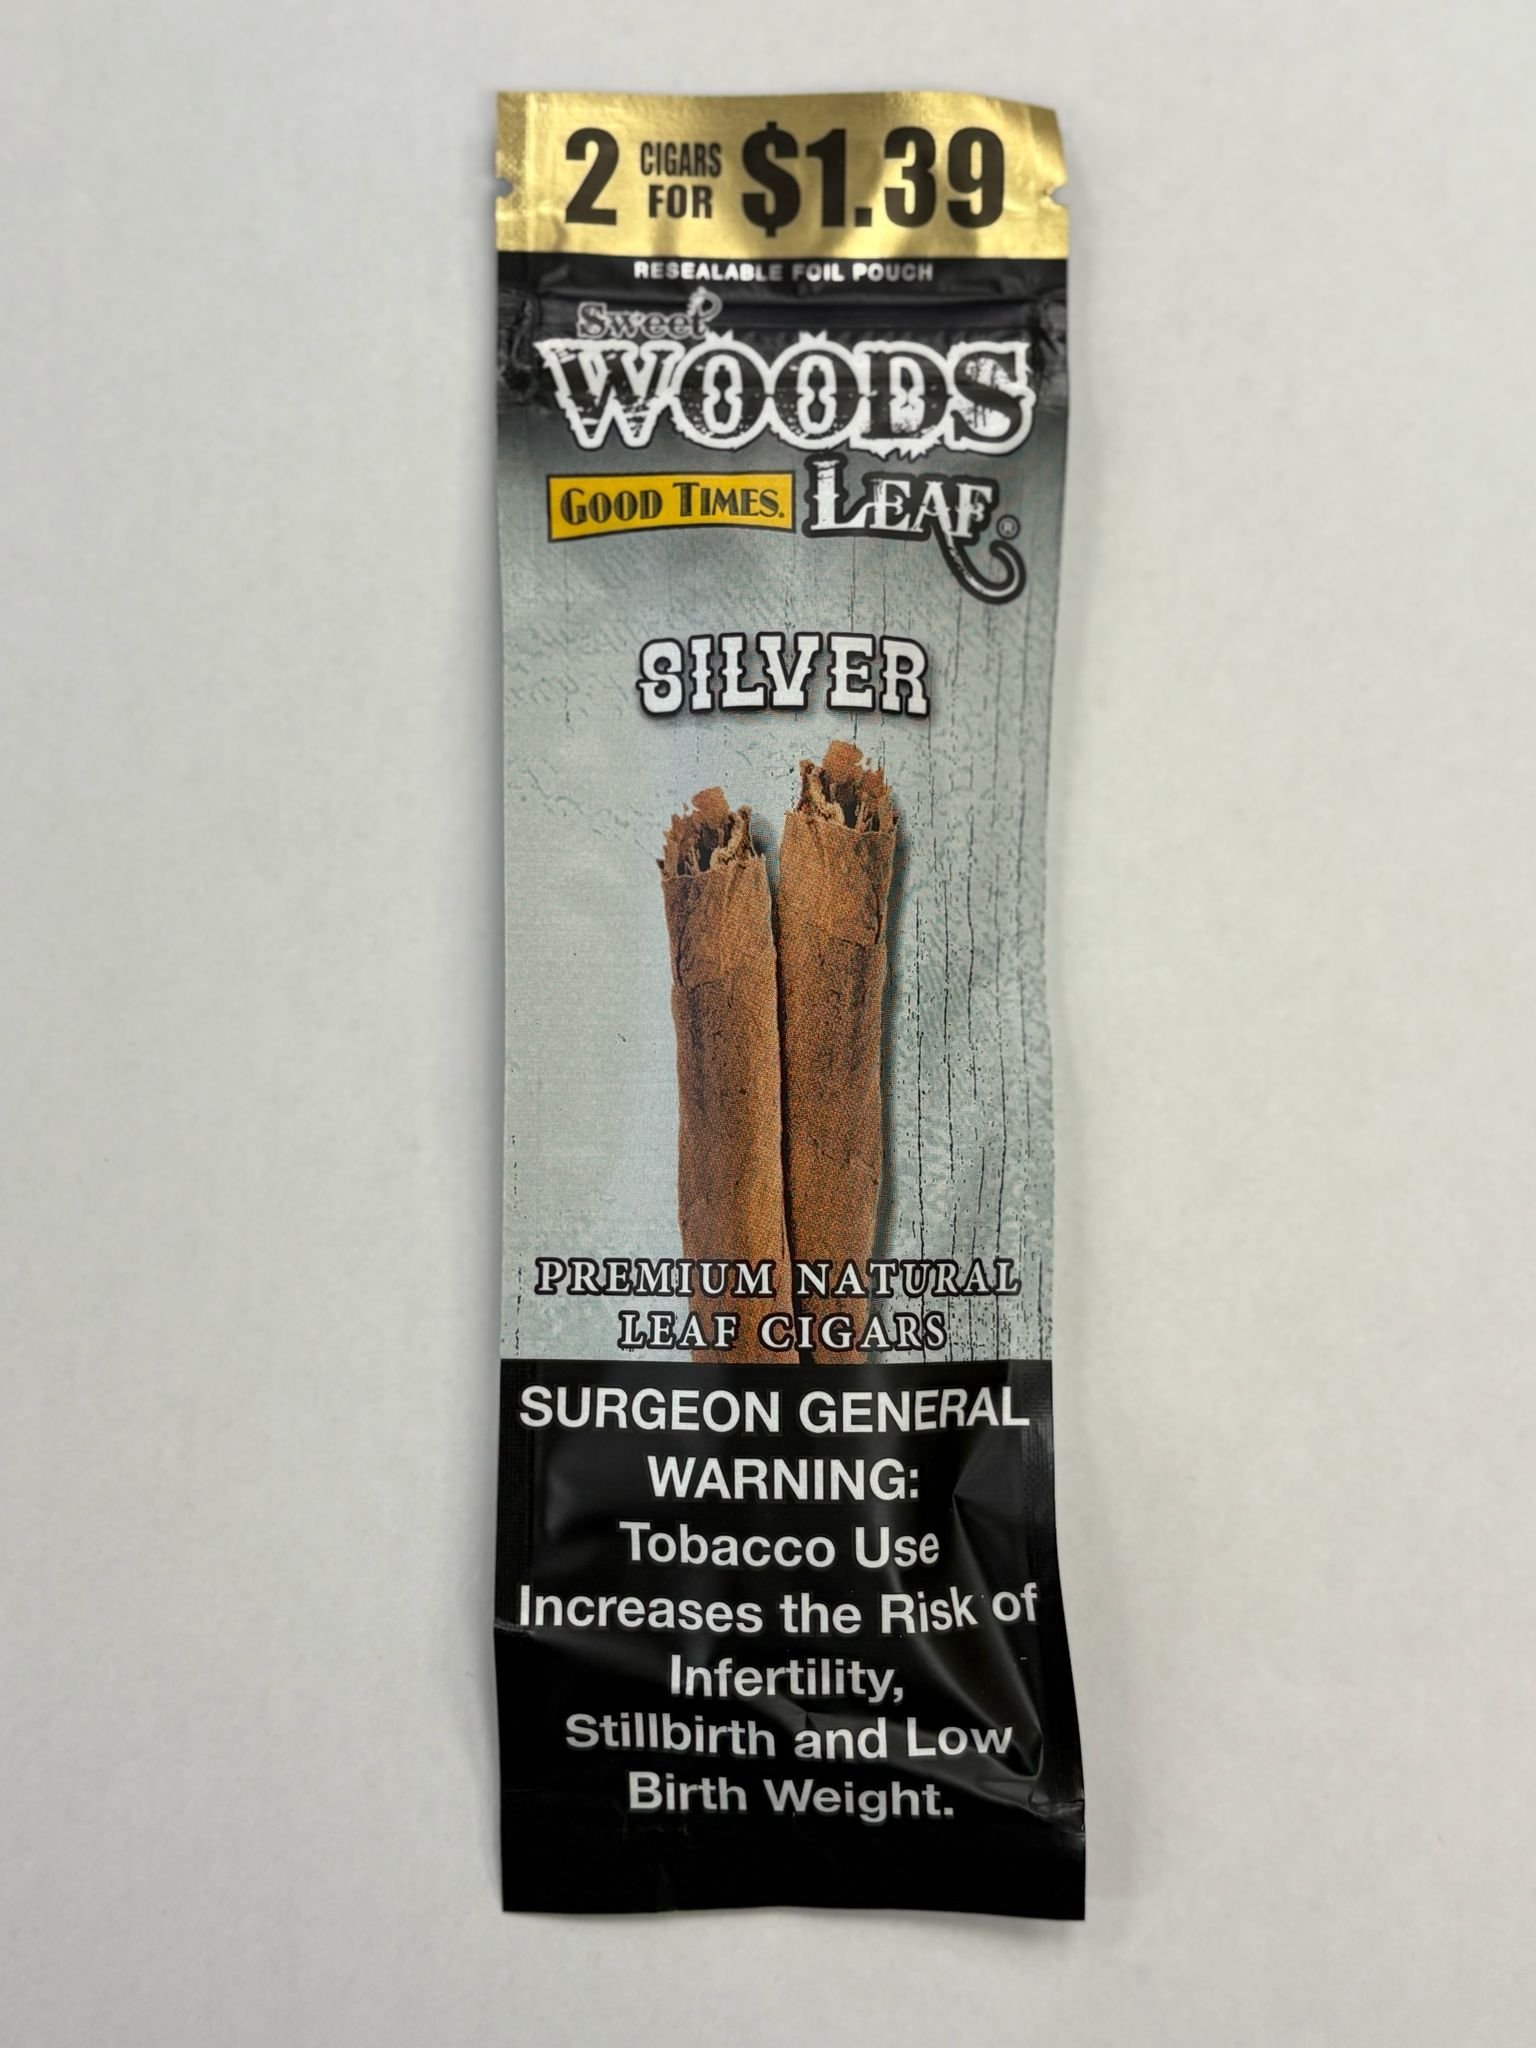 2 CIGARS FOR $1.39
RESEALABLE FOIL POUCH
Sweet
WOODS
GOOD TIMES. LEAF®
SILVER
PREMIUM NATURAL
LEAF CIGARS
SURGEON GENERAL
WARNING:
Tobacco Use
Increases the Risk of
Infertility,
Stillbirth and Low
Birth Weight.